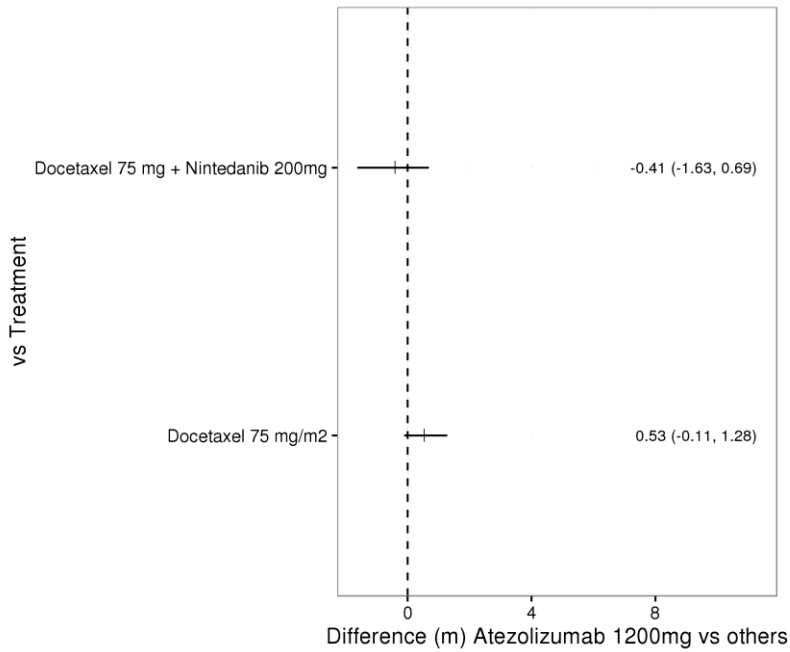 Docetaxel 75 mg + Nintedanib 200mg
-0.41 (-1.63, 0.69)
vs Treatment
Docetaxel 75 mg/m2
0.53 (-0.11, 1.28)
0 4 8
Difference (m) Atezolizumab 1200mg vs others